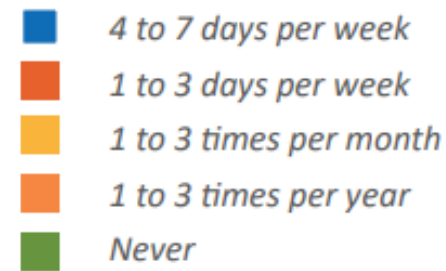 4 to 7 days per week
1 to 3 days per week
1 to 3 times per month
1 to 3 times per year
Never